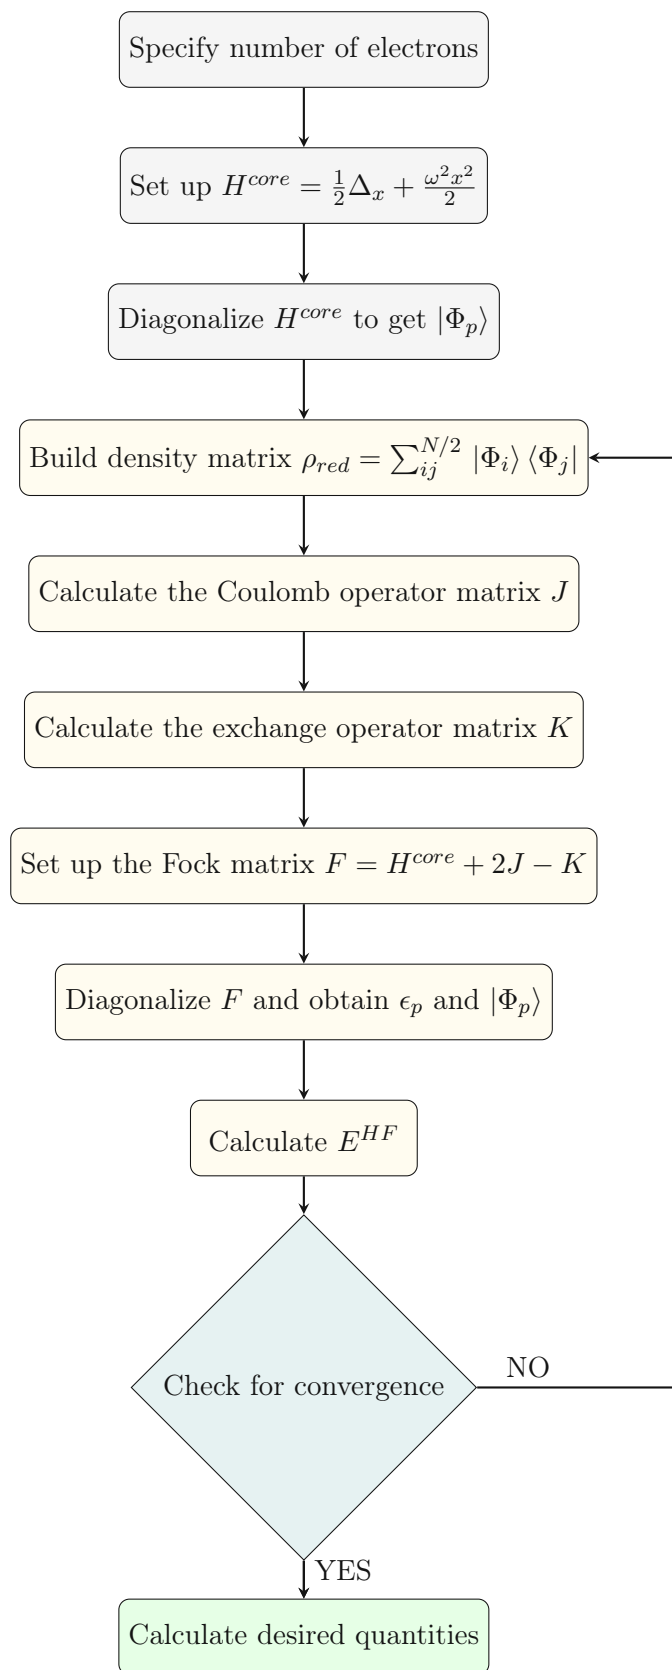 Specify number of electrons
Set up $H^{core} = \frac{1}{2}\Delta_x + \frac{\omega^2 x^2}{2}$
Diagonalize $H^{core}$ to get $|\Phi_p\rangle$
Build density matrix $\rho_{red} = \sum_{ij}^{N/2} |\Phi_i\rangle \langle\Phi_j|$
Calculate the Coulomb operator matrix $J$
Calculate the exchange operator matrix $K$
Set up the Fock matrix $F = H^{core} + 2J - K$
Diagonalize $F$ and obtain $\epsilon_p$ and $|\Phi_p\rangle$
Calculate $E^{HF}$
Check for convergence
NO
YES
Calculate desired quantities